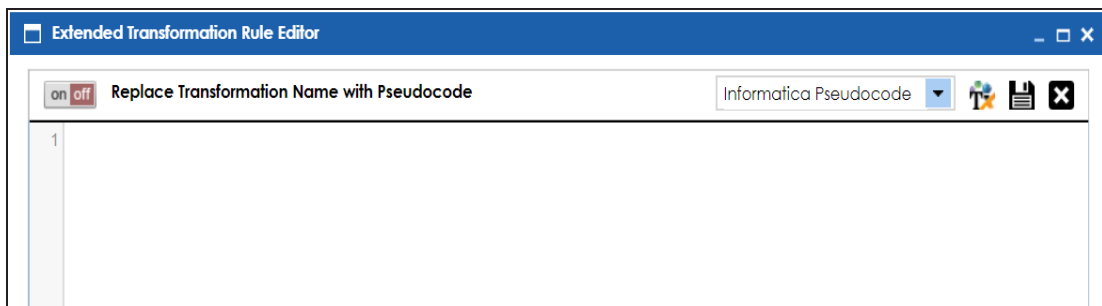 Extended Transformation Rule Editor
on off Replace Transformation Name with Pseudocode Informatica Pseudocode
1